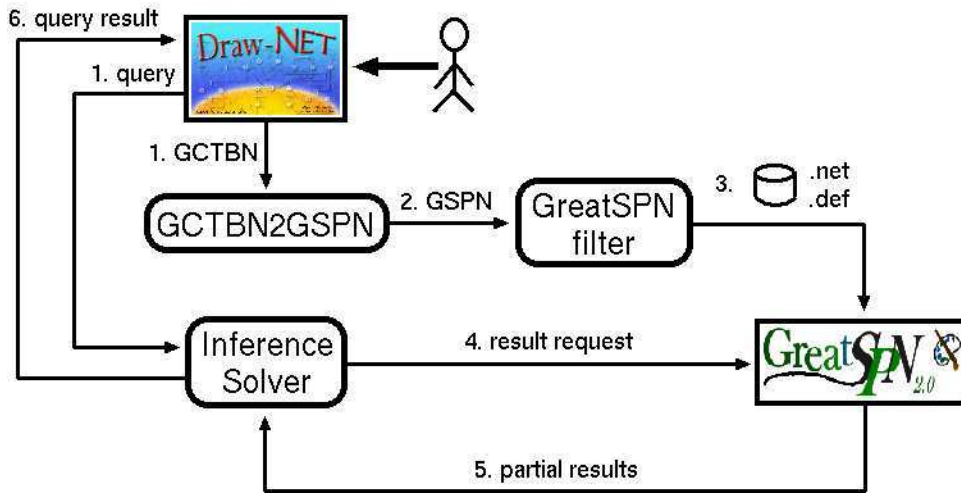 6. query result
Draw-NET
1. query
1. GCTBN
GCTBN2GSPN
2. GSPN
GreatSPN
filter
3.
.net
.def
Inference
Solver
4. result request
GreatSPN
2.0
5. partial results